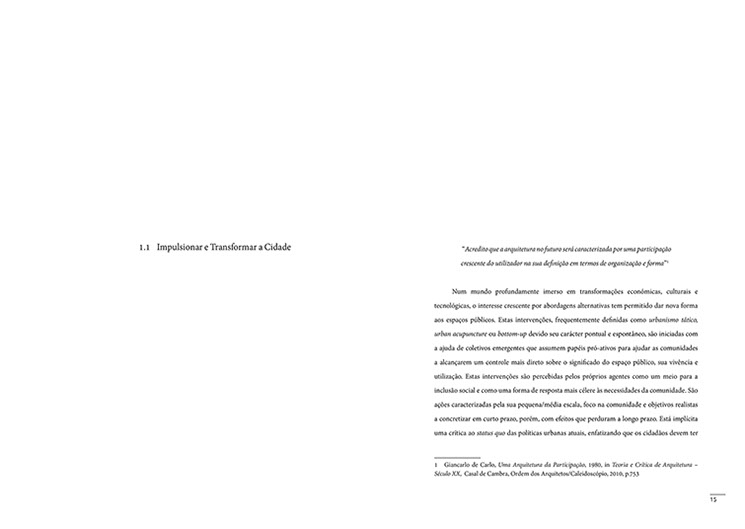 1.1 Impulsionar e Transformar a Cidade
“Acredito que a arquitetura no futuro será caracterizada por uma participação
crescente do utilizador na sua definição em termos de organização e forma”¹
Num mundo profundamente imerso em transformações económicas, culturais e
tecnológicas, o interesse crescente por abordagens alternativas tem permitido dar nova forma
aos espaços públicos. Estas intervenções, frequentemente definidas como urbanismo tático,
urban acupuncture ou bottom-up devido seu carácter pontual e espontâneo, são iniciadas com
a ajuda de coletivos emergentes que assumem papéis pró-ativos para ajudar as comunidades
a alcançarem um controle mais direto sobre o significado do espaço público, sua vivência e
utilização. Estas intervenções são percebidas pelos próprios agentes como um meio para a
inclusão social e como uma forma de resposta mais célere às necessidades da comunidade. São
ações caracterizadas pela sua pequena/média escala, foco na comunidade e objetivos realistas
a concretizar em curto prazo, porém, com efeitos que perduram a longo prazo. Está implícita
uma crítica ao status quo das políticas urbanas atuais, enfatizando que os cidadãos devem ter
1 Giancarlo de Carlo, Uma Arquitetura da Participação, 1980, in Teoria e Crítica de Arquitetura –
Século XX, Casal de Cambra, Ordem dos Arquitetos/Caleidoscópio, 2010, p.753
15